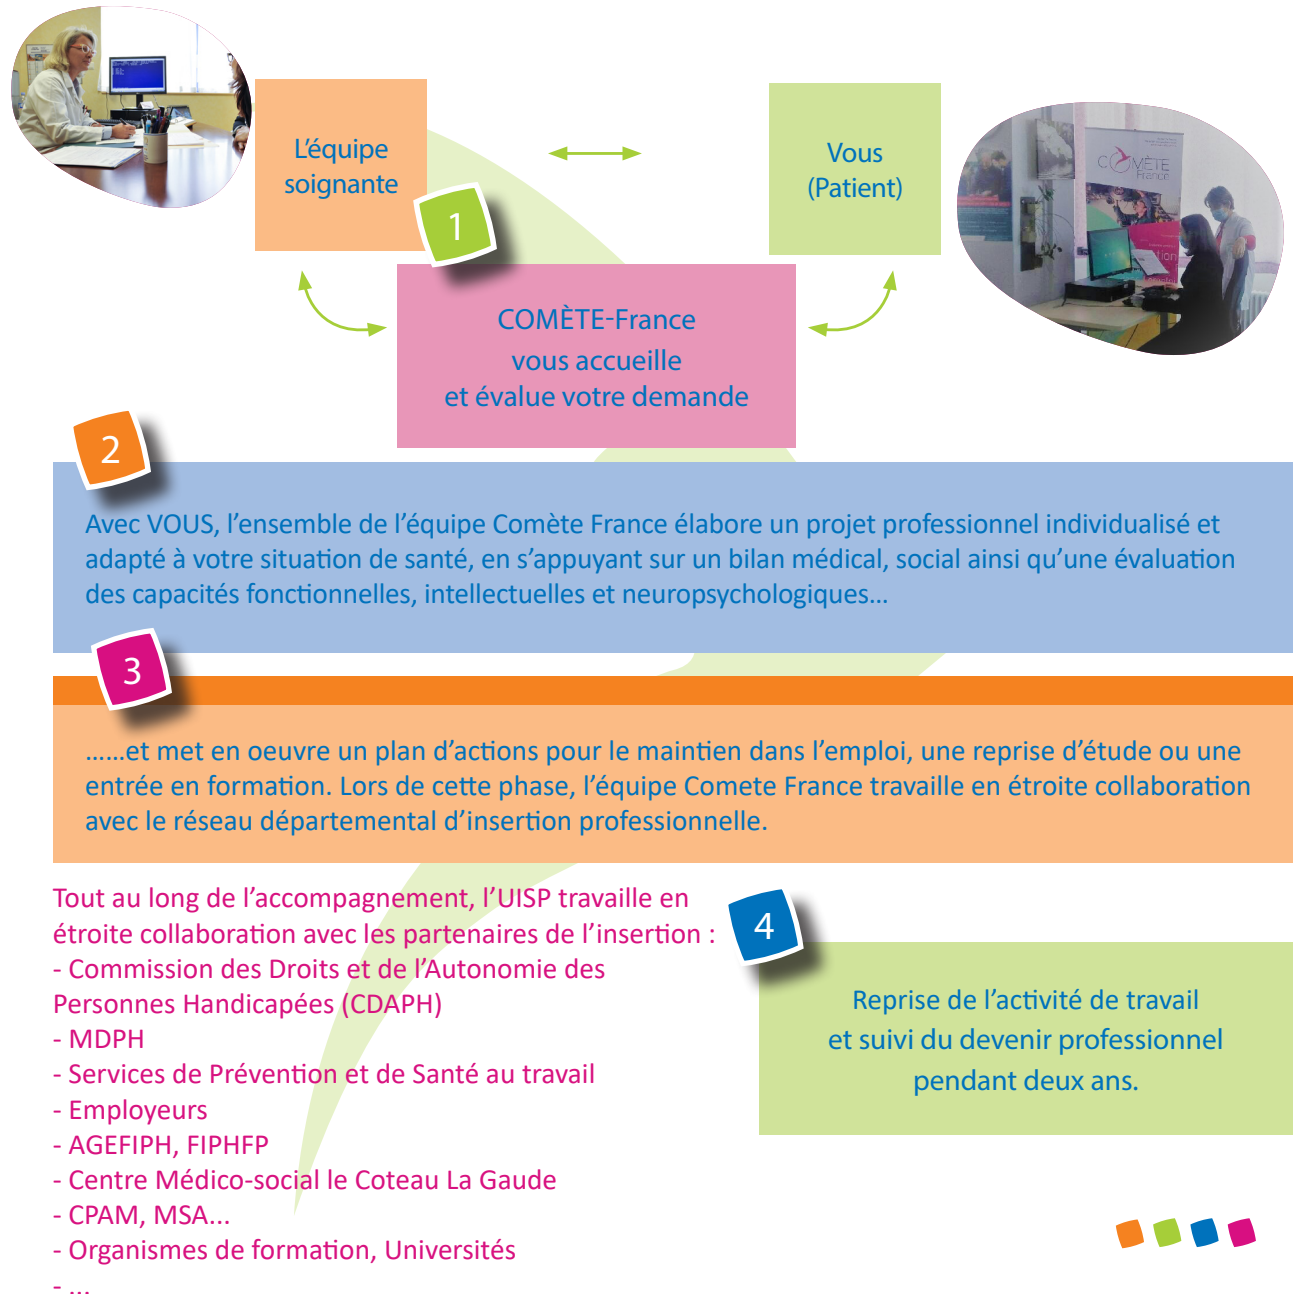 L'équipe
soignante
Vous
(Patient)
COMÈTE
France
1
COMÈTE-France
vous accueille
et évalue votre demande
2
Avec VOUS, l'ensemble de l'équipe Comète France élabore un projet professionnel individualisé et
adapté à votre situation de santé, en s'appuyant sur un bilan médical, social ainsi qu'une évaluation
des capacités fonctionnelles, intellectuelles et neuropsychologiques...
3
......et met en oeuvre un plan d'actions pour le maintien dans l'emploi, une reprise d'étude ou une
entrée en formation. Lors de cette phase, l'équipe Comete France travaille en étroite collaboration
avec le réseau départemental d'insertion professionnelle.
Tout au long de l'accompagnement, l'UISP travaille en
étroite collaboration avec les partenaires de l'insertion :
- Commission des Droits et de l'Autonomie des
Personnes Handicapées (CDAPH)
- MDPH
- Services de Prévention et de Santé au travail
- Employeurs
- AGEFIPH, FIPHFP
- Centre Médico-social le Coteau La Gaude
- CPAM, MSA...
- Organismes de formation, Universités
- ...
4
Reprise de l'activité de travail
et suivi du devenir professionnel
pendant deux ans.